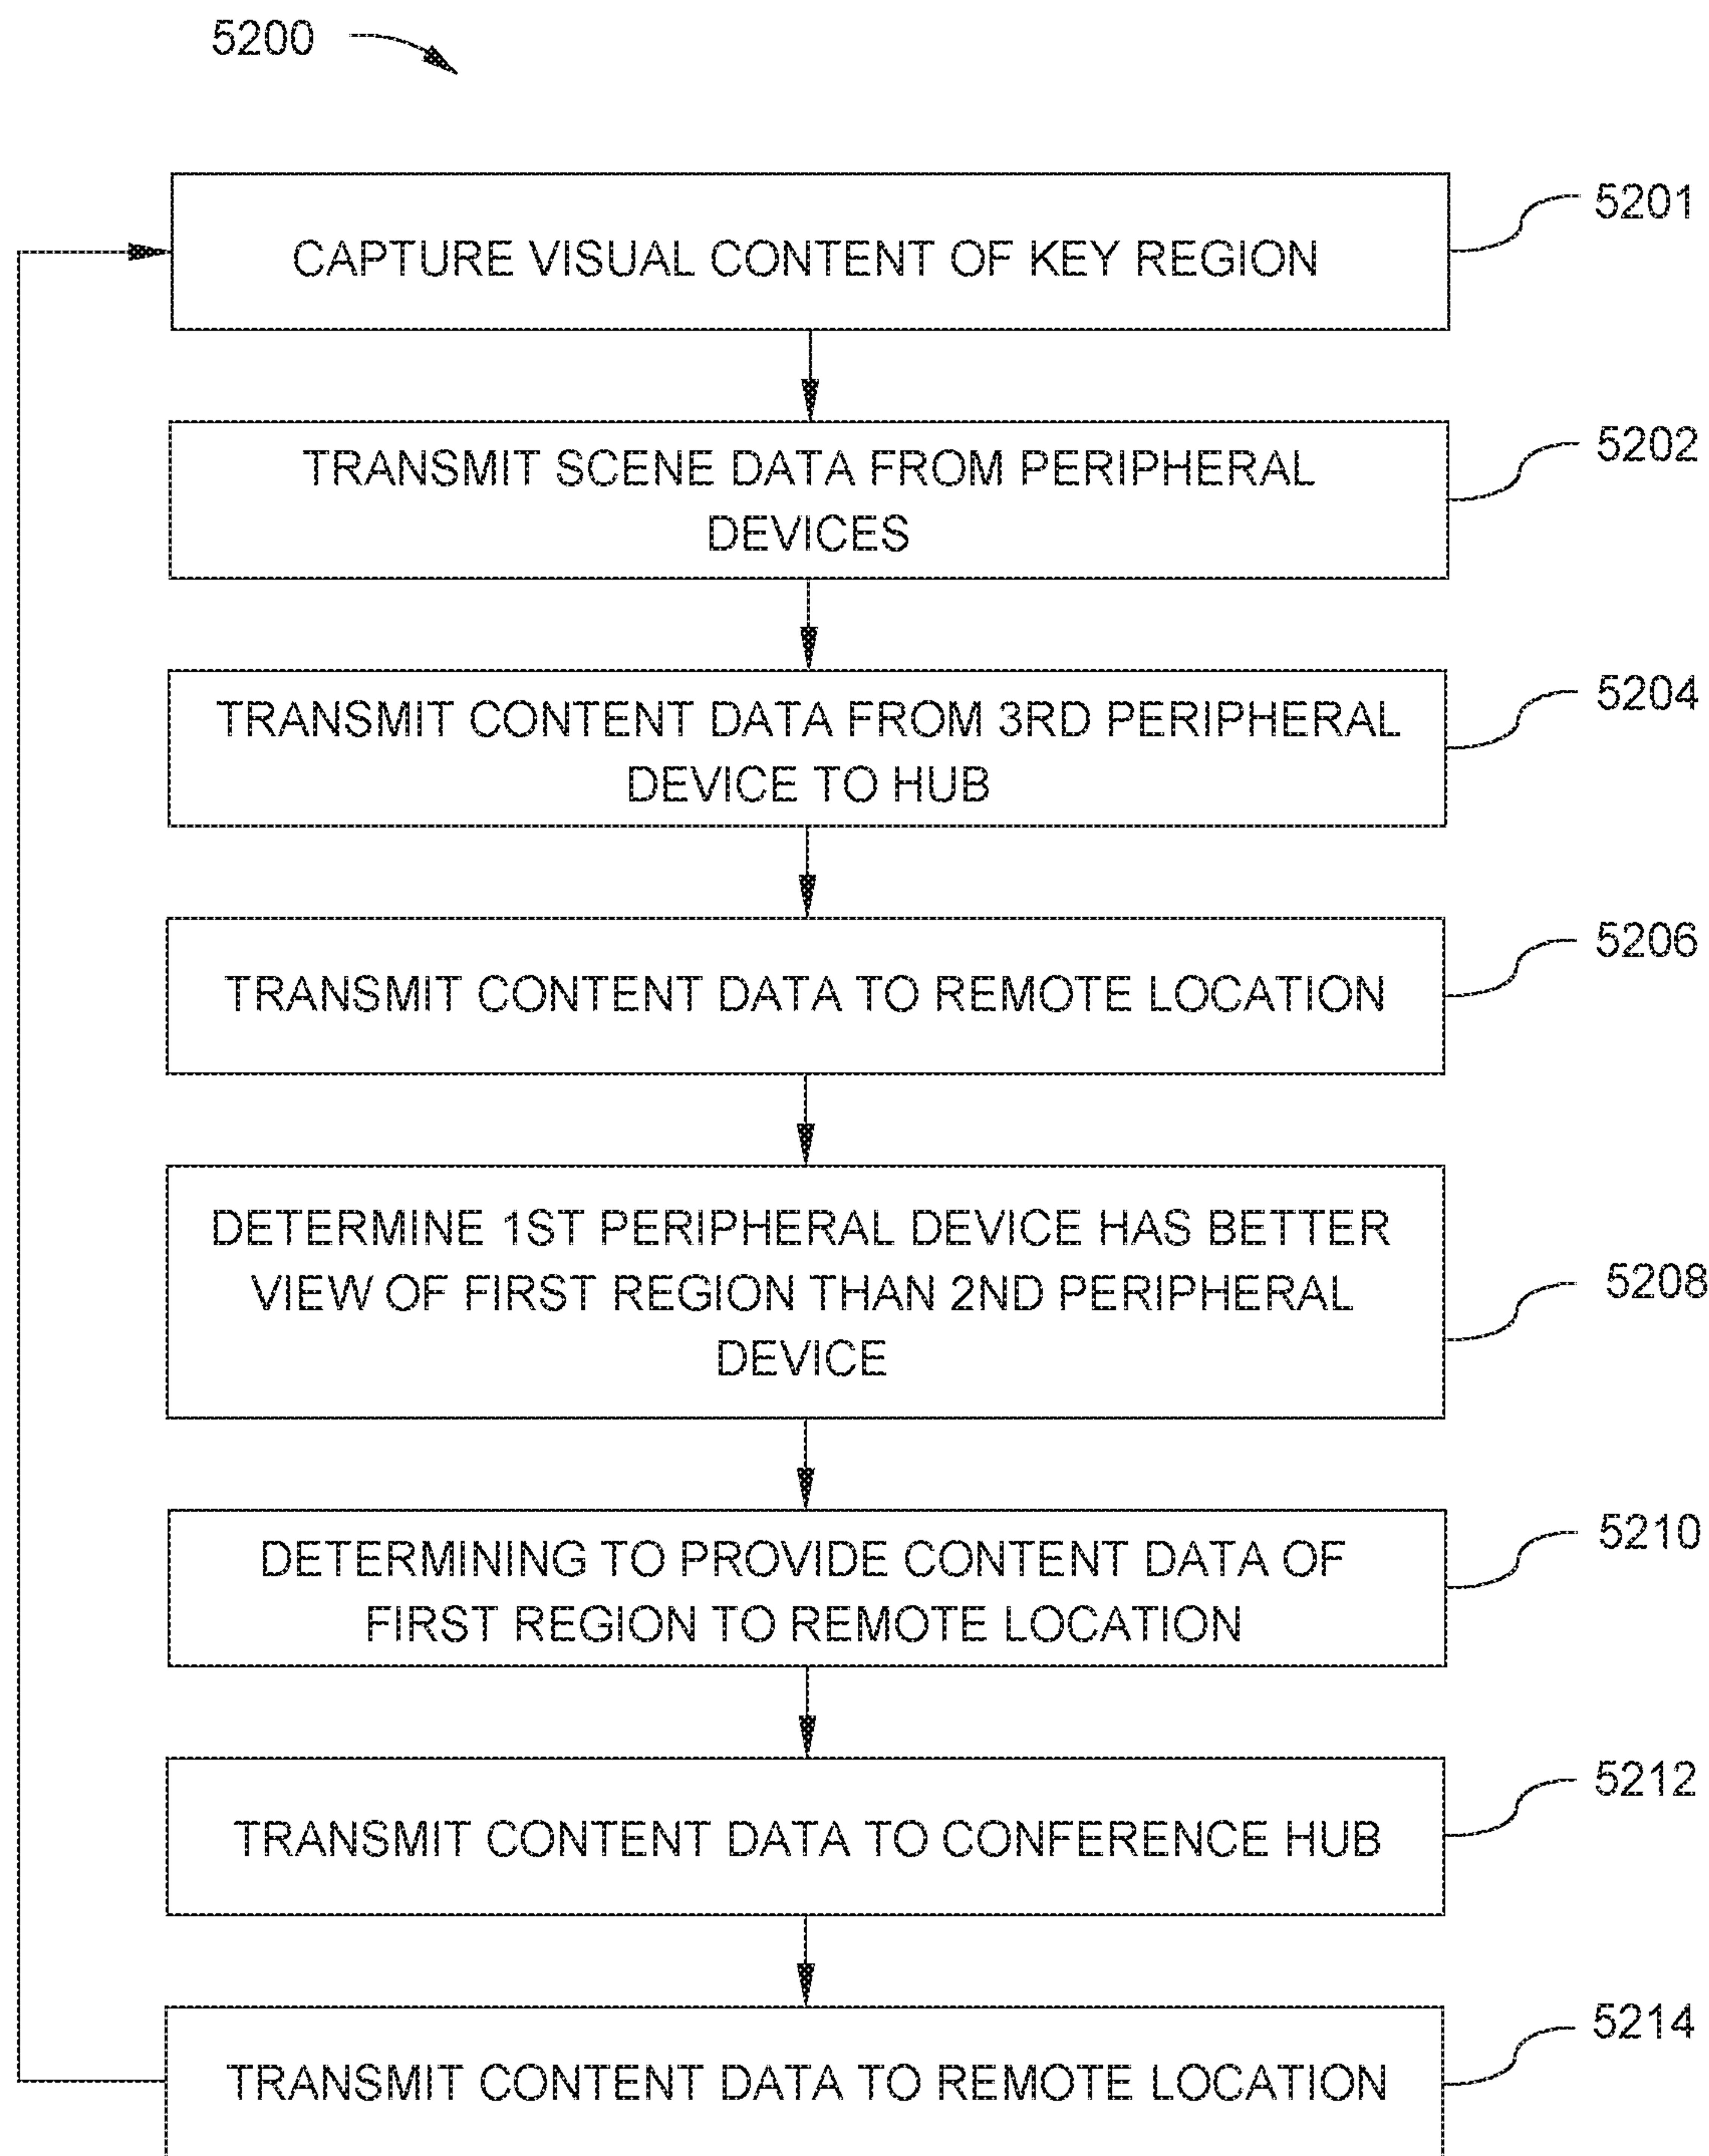 5200
CAPTURE VISUAL CONTENT OF KEY REGION
5201
TRANSMIT SCENE DATA FROM PERIPHERAL
DEVICES
5202
TRANSMIT CONTENT DATA FROM 3RD PERIPHERAL
DEVICE TO HUB
5204
TRANSMIT CONTENT DATA TO REMOTE LOCATION
5206
DETERMINE 1ST PERIPHERAL DEVICE HAS BETTER
VIEW OF FIRST REGION THAN 2ND PERIPHERAL
DEVICE
5208
DETERMINING TO PROVIDE CONTENT DATA OF
FIRST REGION TO REMOTE LOCATION
5210
TRANSMIT CONTENT DATA TO CONFERENCE HUB
5212
TRANSMIT CONTENT DATA TO REMOTE LOCATION
5214